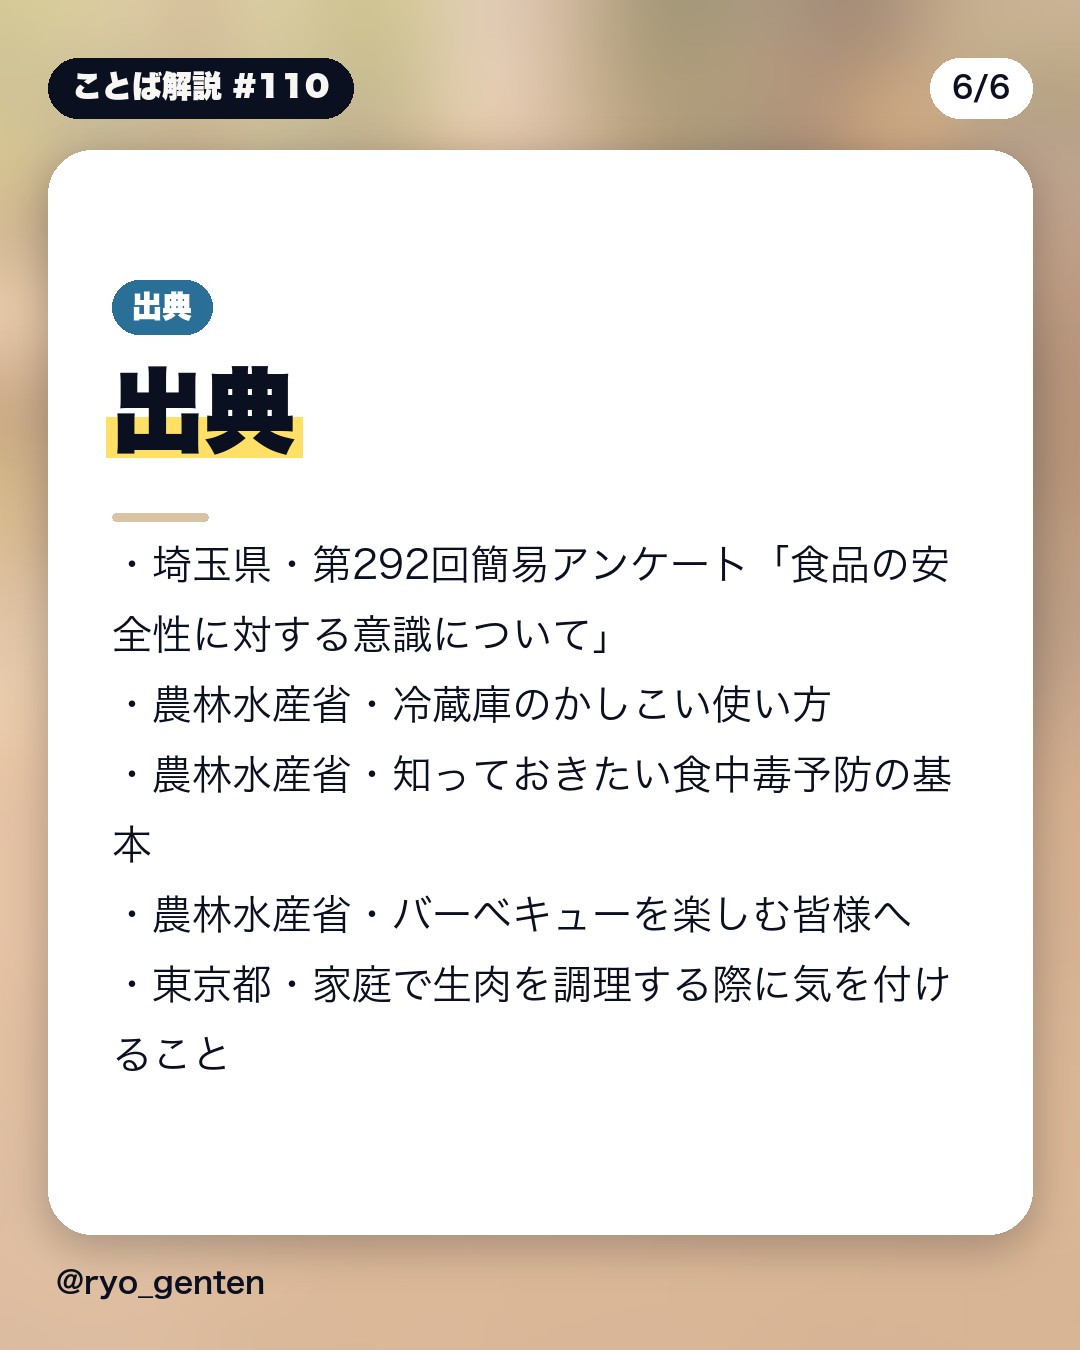 ことば解説 #110
6/6
出典
出典
・埼玉県・第292回簡易アンケート「食品の安
全性に対する意識について」
・農林水産省・冷蔵庫のかしこい使い方
・農林水産省・知っておきたい食中毒予防の基
本
・農林水産省・バーベキューを楽しむ皆様へ
・東京都・家庭で生肉を調理する際に気を付け
ること
@ryo_genten